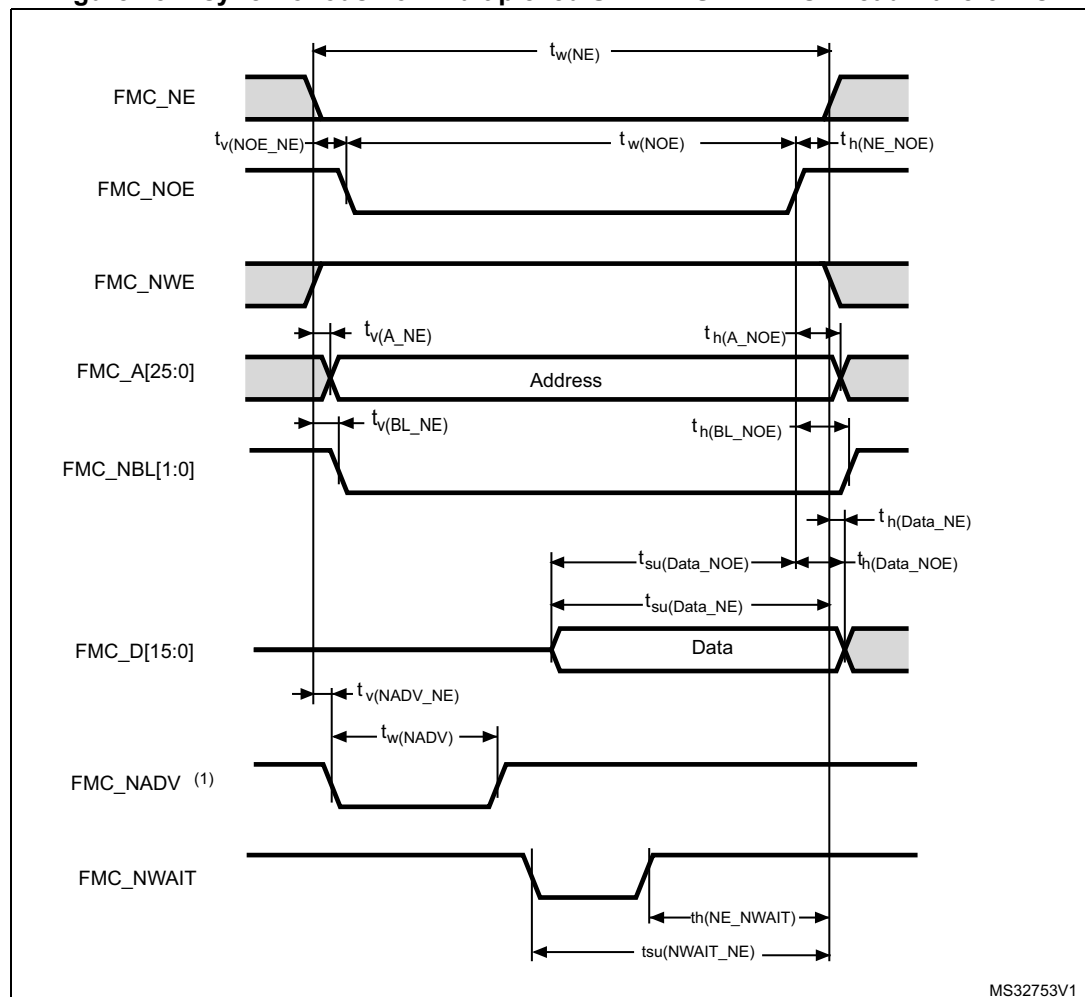 tw(NE)
FMC_NE
tv(NOE_NE)
tw(NOE)
th(NE_NOE)
FMC_NOE
FMC_NWE
tv(A_NE)
th(A_NOE)
FMC_A[25:0]
Address
tv(BL_NE)
th(BL_NOE)
FMC_NBL[1:0]
th(Data_NE)
tsu(Data_NOE)
th(Data_NOE)
tsu(Data_NE)
FMC_D[15:0]
Data
tv(NADV_NE)
tw(NADV)
FMC_NADV (1)
FMC_NWAIT
th(NE_NWAIT)
tsu(NWAIT_NE)
MS32753V1